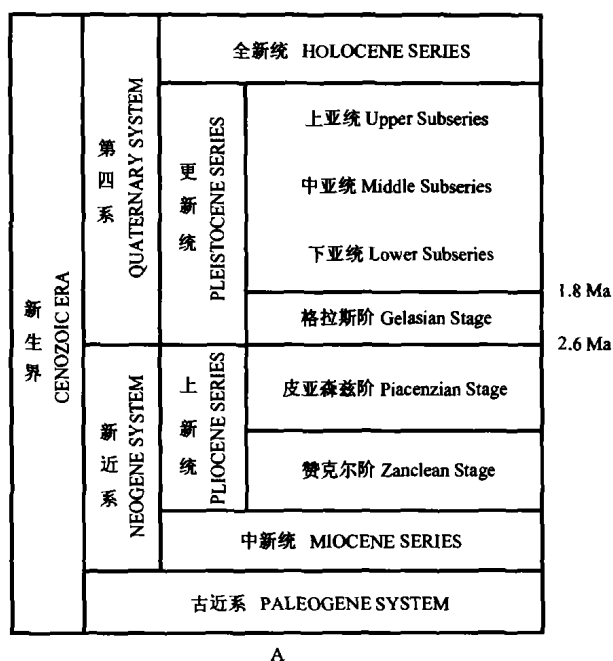 新生界 CENOZOIC ERA
第四系 QUATERNARY SYSTEM
全新统 HOLOCENE SERIES
更新统 PLEISTOCENE SERIES
上亚统 Upper Subseries
中亚统 Middle Subseries
下亚统 Lower Subseries
1.8 Ma
格拉斯阶 Gelasian Stage
2.6 Ma
新近系 NEOGENE SYSTEM
上新统 PLIOCENE SERIES
皮亚森兹阶 Piacenzian Stage
赞克尔阶 Zanclean Stage
中新统 MIOCENE SERIES
古近系 PALEOGENE SYSTEM
A